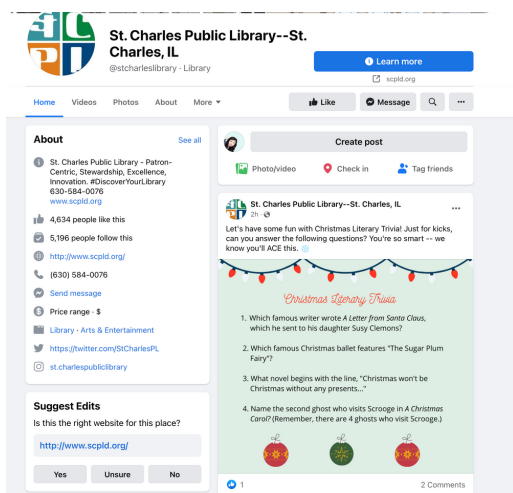 St. Charles Public Library--St.
Charles, IL
@stcharleslibrary · Library
Learn more
scpld.org
Home Videos Photos About More
Like Message
About See all
St. Charles Public Library - Patron-
Centric, Stewardship, Excellence,
Innovation. #DiscoverYourLibrary
630-584-0076
www.scpld.org
4,634 people like this
5,196 people follow this
http://www.scpld.org/
(630) 584-0076
Send message
Price range · $
Library · Arts & Entertainment
https://twitter.com/StCharlesPL
st.charlespubliclibrary
Suggest Edits
Is this the right website for this place?
http://www.scpld.org/
Yes Unsure No
Create post
Photo/video Check in Tag friends
St. Charles Public Library--St. Charles, IL
2h ·
Let's have some fun with Christmas Literary Trivia! Just for kicks,
can you answer the following questions? You're so smart -- we
know you'll ACE this.
Christmas Literary Trivia
1. Which famous writer wrote A Letter from Santa Claus,
which he sent to his daughter Susy Clemons?
2. Which famous Christmas ballet features "The Sugar Plum
Fairy"?
3. What novel begins with the line, "Christmas won't be
Christmas without any presents..."
4. Name the second ghost who visits Scrooge in A Christmas
Carol? (Remember, there are 4 ghosts who visit Scrooge.)
1
2 Comments